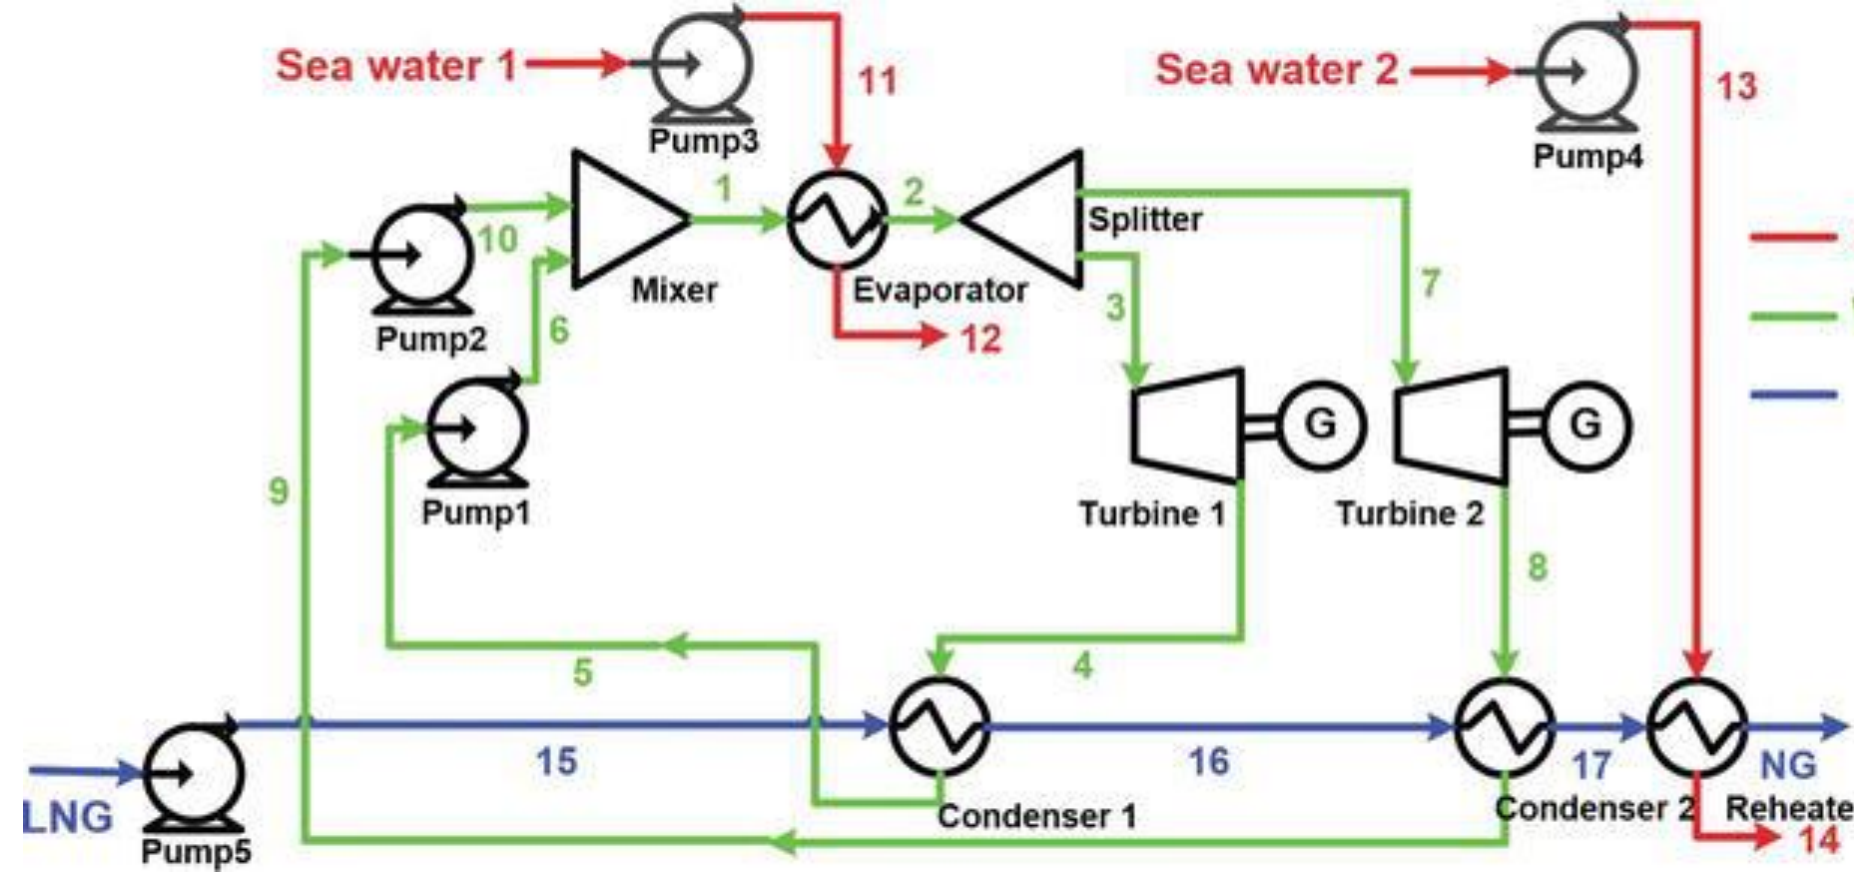 Sea water 1
11
Pump3
Sea water 2
13
Pump4
10
1
2
Splitter
Mixer
Evaporator
12
Pump2
6
3
7
9
Pump1
G
G
Turbine 1
Turbine 2
8
5
4
15
16
17
NG
LNG
Pump5
Condenser 1
Condenser 2
Reheate
14